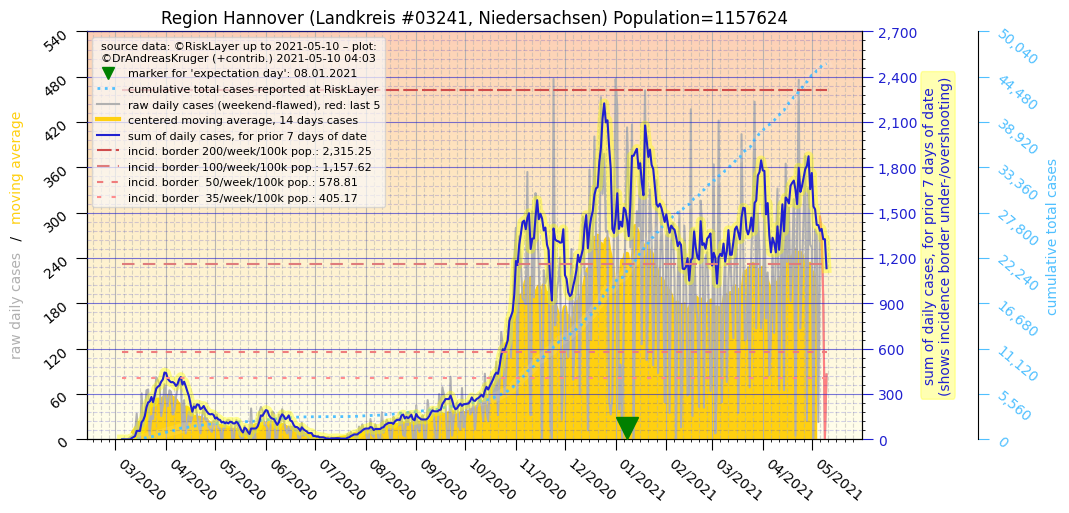 Region Hannover (Landkreis #03241, Niedersachsen) Population=1157624
source data: ©RiskLayer up to 2021-05-10 – plot:
©DrAndreasKruger (+contrib.) 2021-05-10 04:03
marker for 'expectation day': 08.01.2021
cumulative total cases reported at RiskLayer
raw daily cases (weekend-flawed), red: last 5
centered moving average, 14 days cases
sum of daily cases, for prior 7 days of date
incid. border 200/week/100k pop.: 2,315.25
incid. border 100/week/100k pop.: 1,157.62
incid. border  50/week/100k pop.: 578.81
incid. border  35/week/100k pop.: 405.17
raw daily cases / moving average
540
480
420
360
300
240
180
120
60
0
03/2020
04/2020
05/2020
06/2020
07/2020
08/2020
09/2020
10/2020
11/2020
12/2020
01/2021
02/2021
03/2021
04/2021
05/2021
2,700
2,400
2,100
1,800
1,500
1,200
900
600
300
0
sum of daily cases, for prior 7 days of date
(shows incidence border under-/overshooting)
50,040
44,480
38,920
33,360
27,800
22,240
16,680
11,120
5,560
0
cumulative total cases